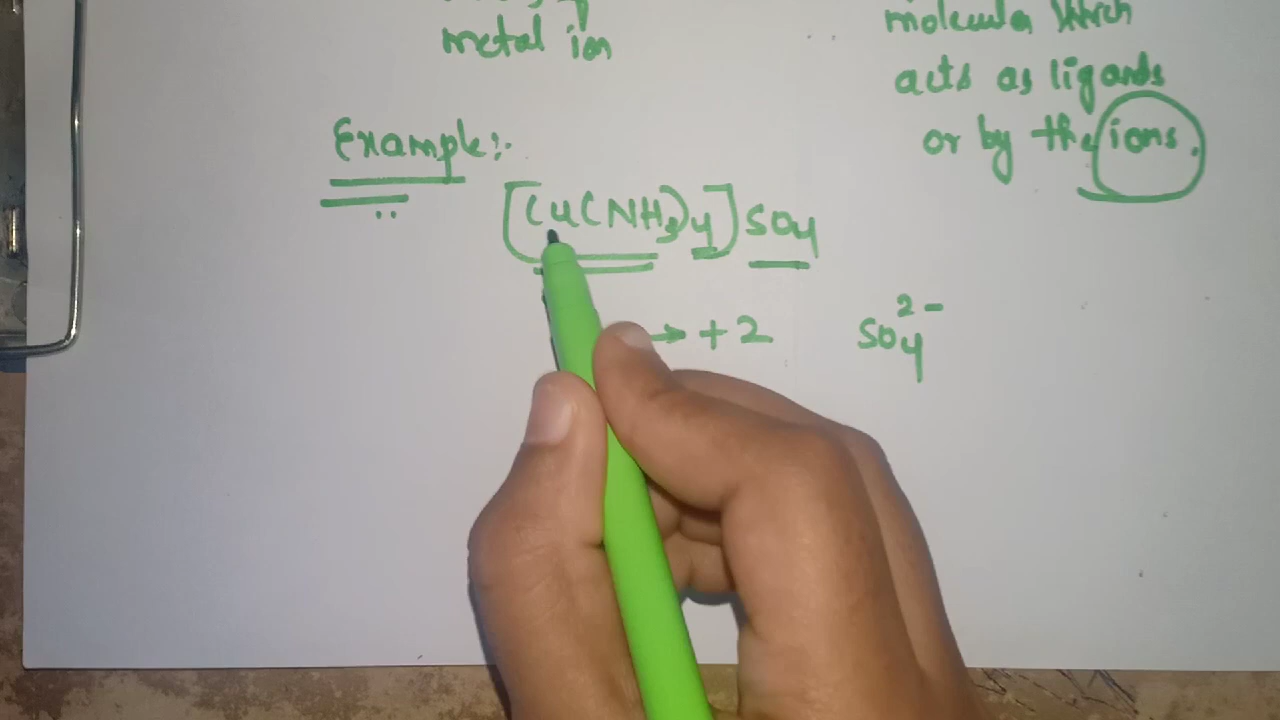 metal ion
molecules which
acts as ligands
or by the ions.
Example:-
[Cu(NH3)4]SO4
→ +2
SO4 2-